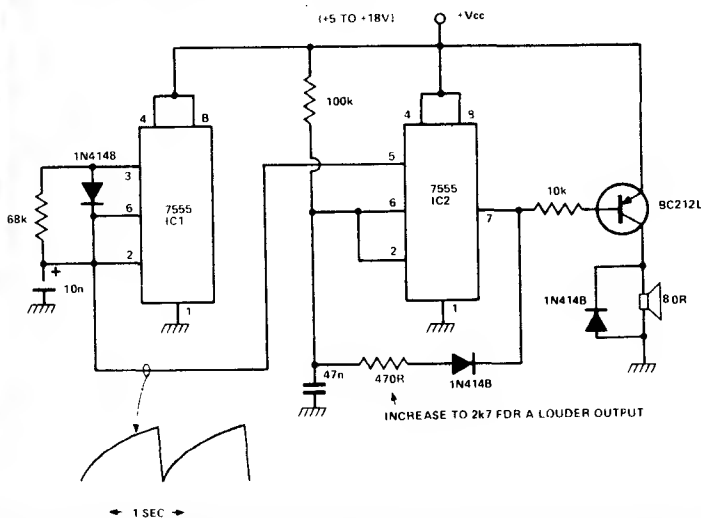 (+5 TO +18V)
+Vcc
100k
4
8
4
8
1N4148
3
5
7555
IC1
7555
IC2
10k
BC212L
68k
6
6
7
2
2
+
10n
1
1
1N414B
80R
47n
470R
1N414B
INCREASE TO 2k7 FDR A LOUDER OUTPUT
1 SEC